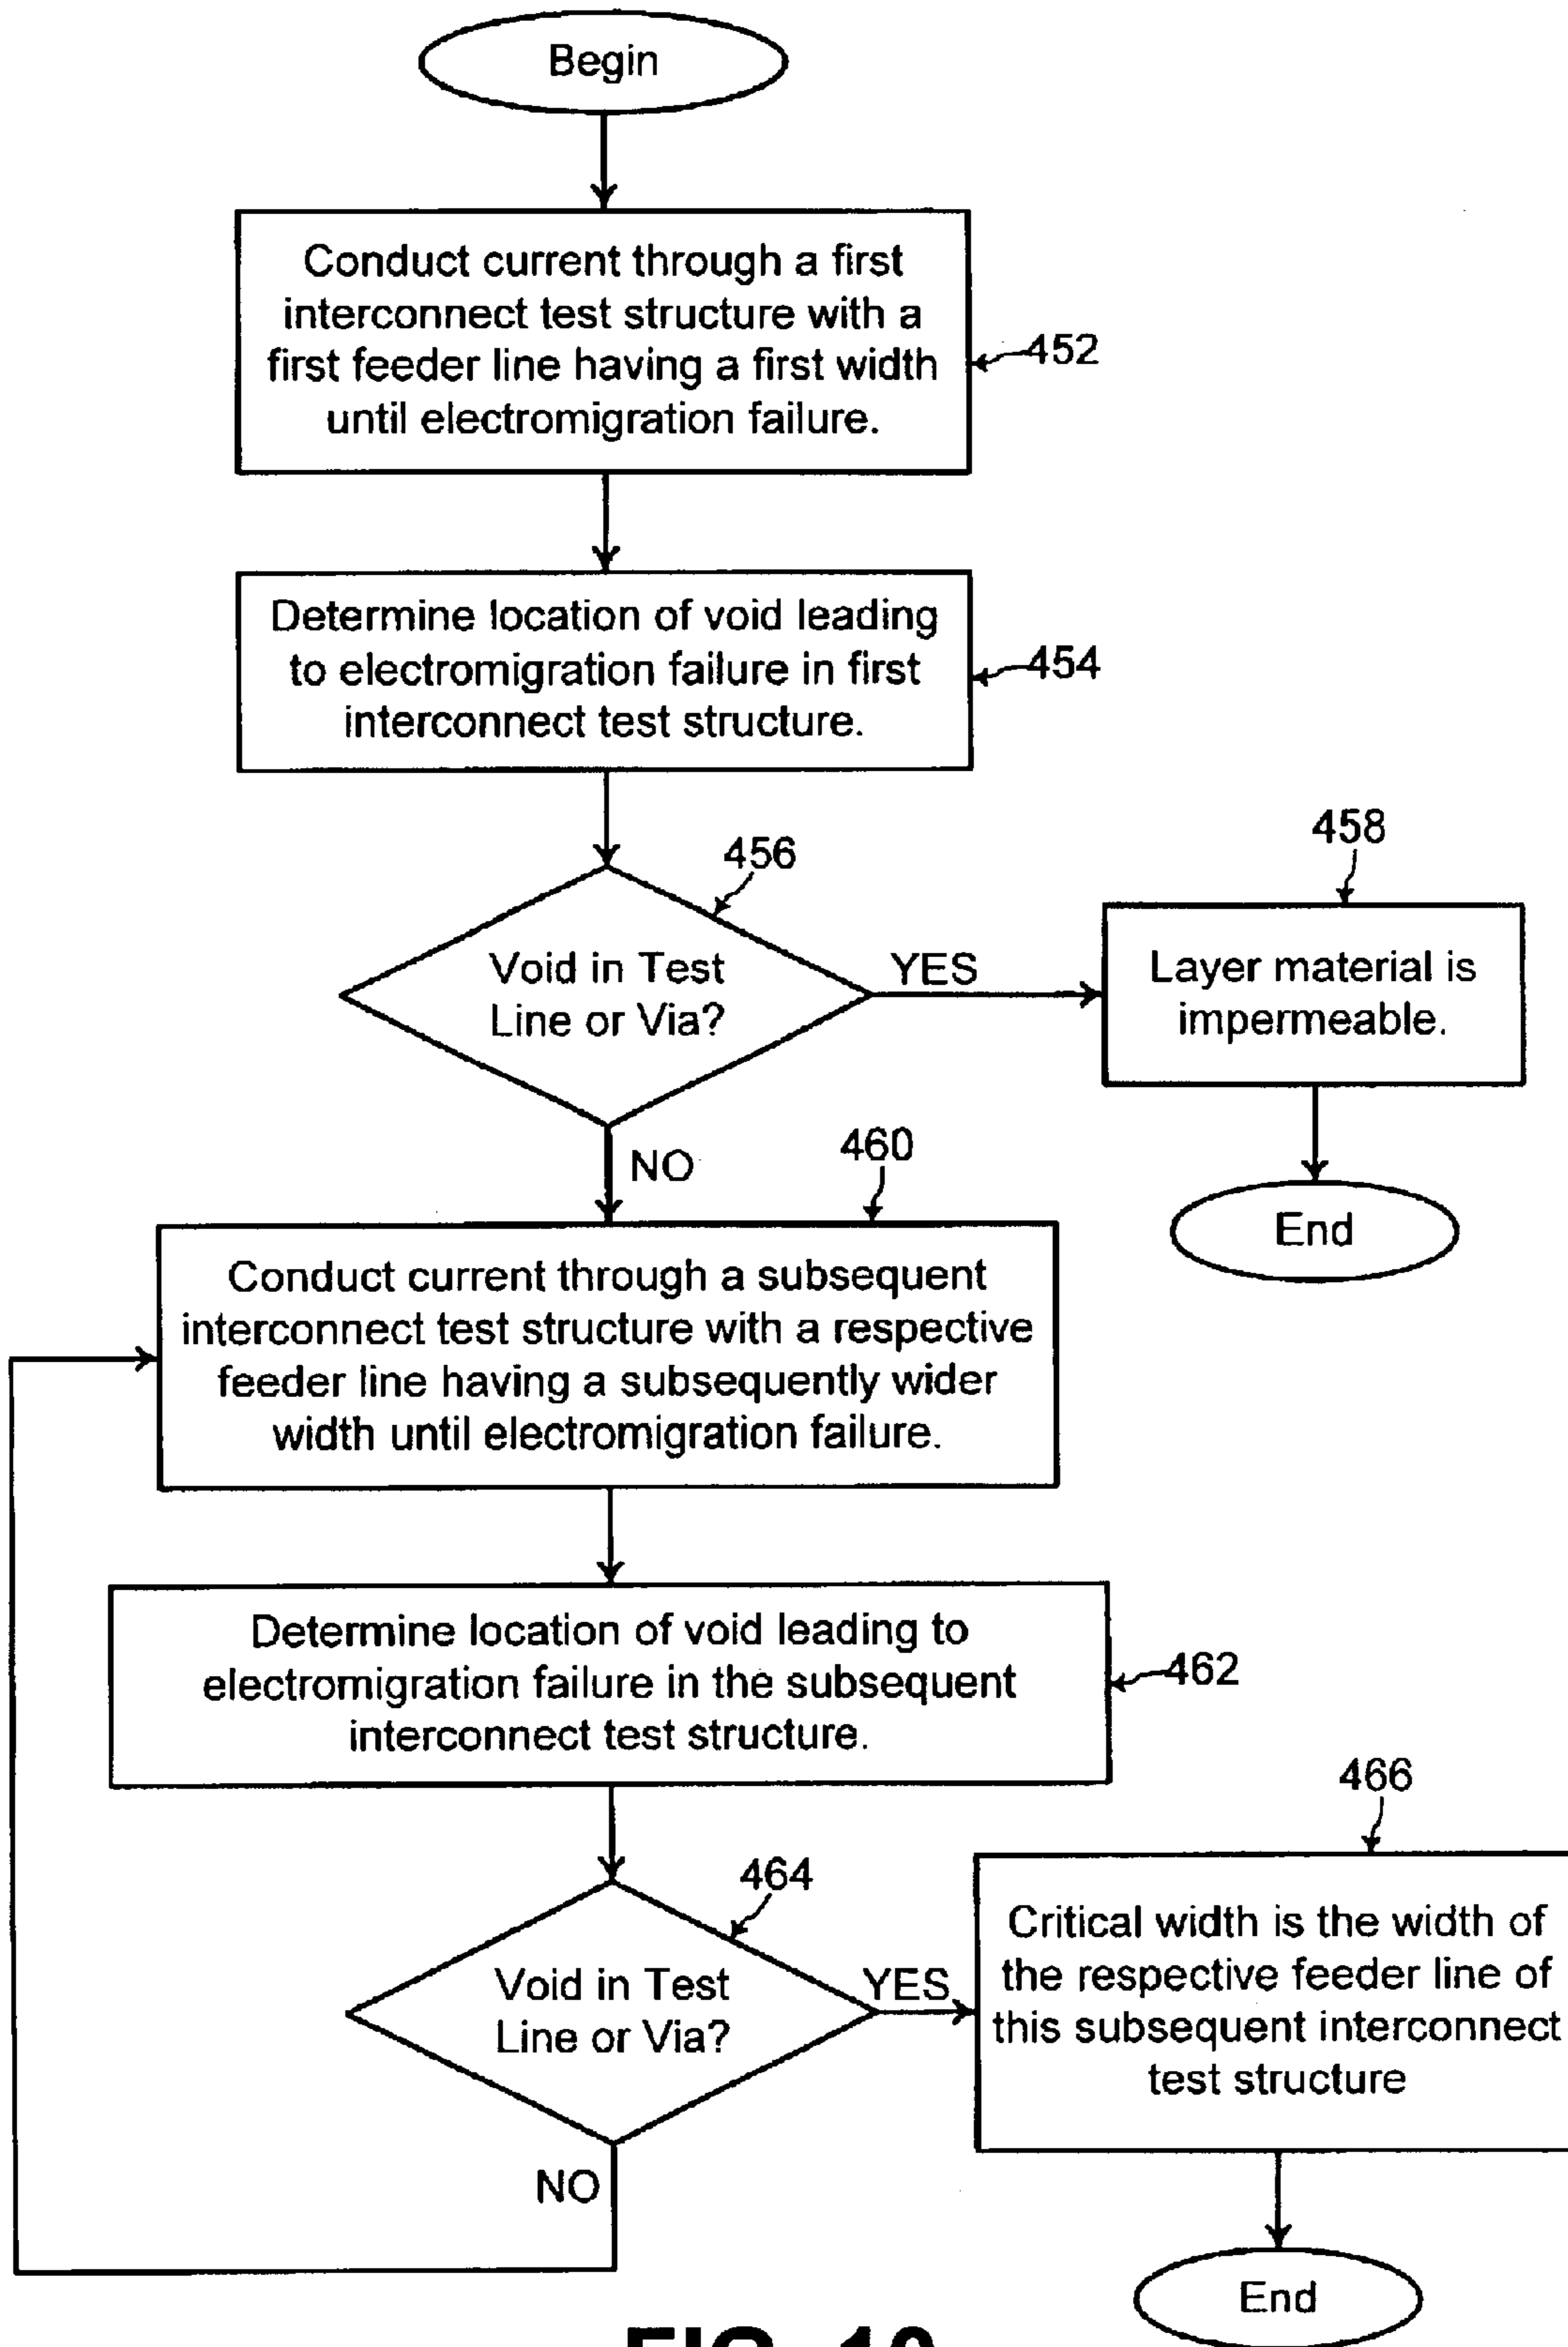 Begin
Conduct current through a first
interconnect test structure with a
first feeder line having a first width
until electromigration failure.
452
Determine location of void leading
to electromigration failure in first
interconnect test structure.
454
456
Void in Test
Line or Via?
YES
458
Layer material is
impermeable.
End
NO
460
Conduct current through a subsequent
interconnect test structure with a respective
feeder line having a subsequently wider
width until electromigration failure.
Determine location of void leading to
electromigration failure in the subsequent
interconnect test structure.
462
464
Void in Test
Line or Via?
YES
466
Critical width is the width of
the respective feeder line of
this subsequent interconnect
test structure
NO
End